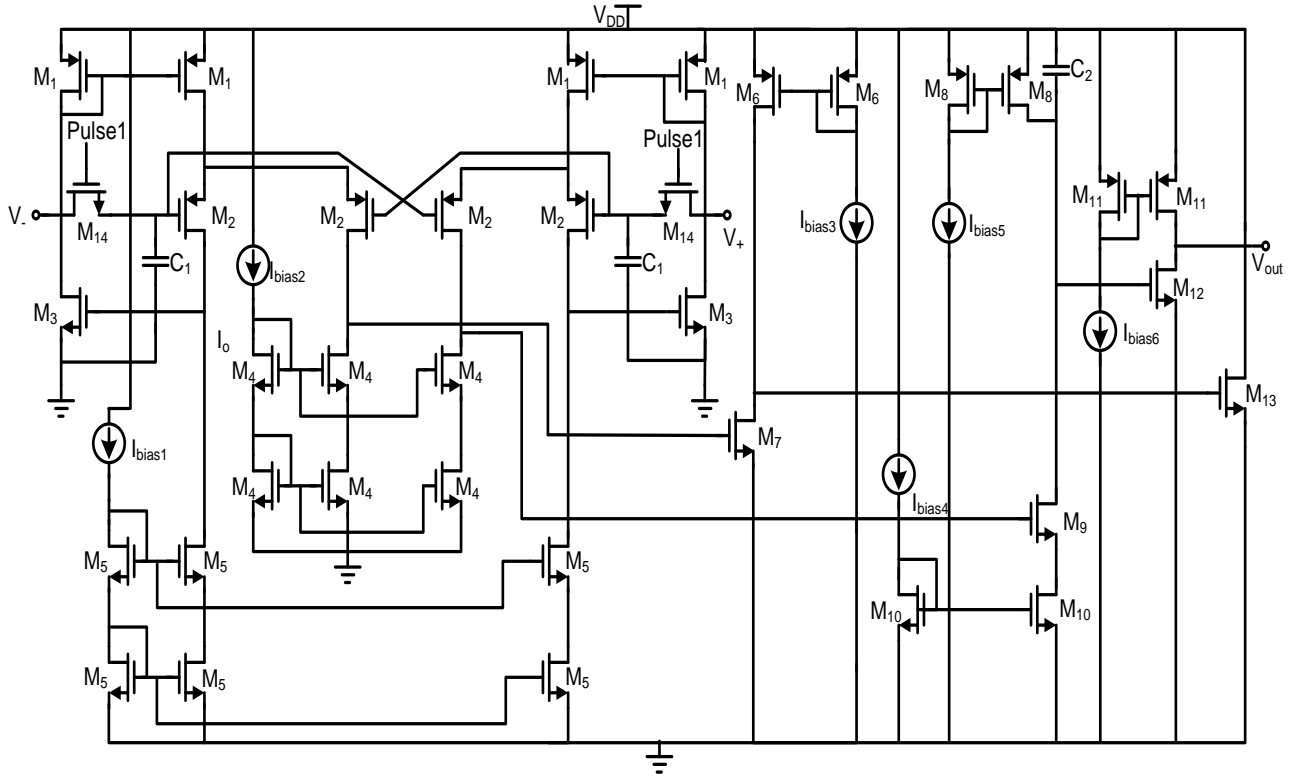 V_DD
M_1
M_1
M_1
M_1
M_6
M_6
M_8
M_8
C_2
Pulse1
Pulse1
M_11
M_11
V_-
M_14
M_2
M_2
M_2
M_2
M_14
V_+
I_bias3
I_bias5
C_1
I_bias2
C_1
V_out
M_12
M_3
I_o
M_3
I_bias6
M_4
M_4
M_4
M_13
I_bias1
M_7
M_4
M_4
M_4
I_bias4
M_9
M_5
M_5
M_5
M_10
M_10
M_5
M_5
M_5